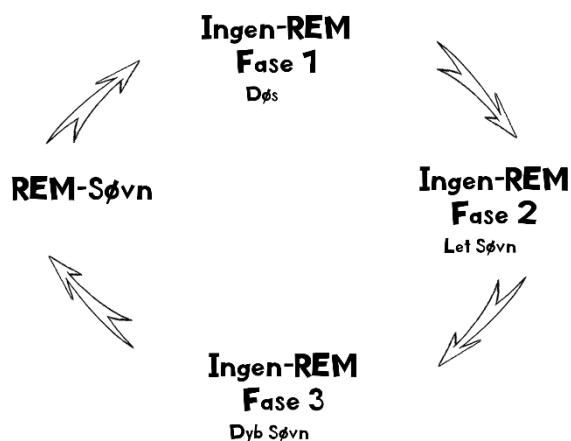 Ingen-REM
Fase 1
Døs
Ingen-REM
Fase 2
Let Søvn
Ingen-REM
Fase 3
Dyb Søvn
REM-Søvn